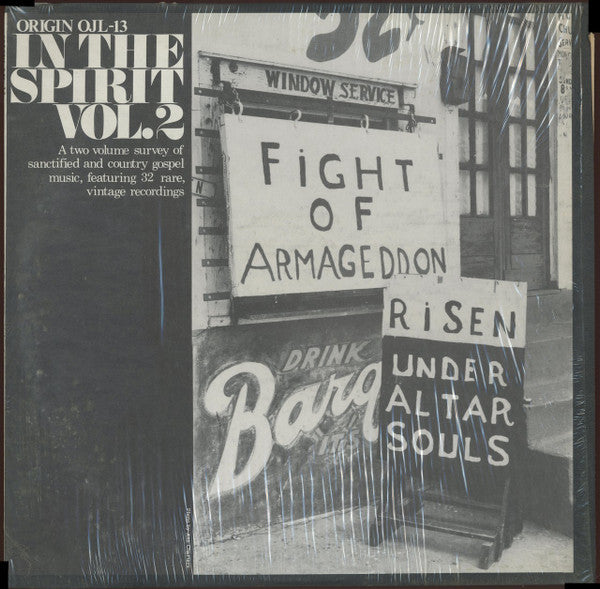 ORIGIN OJL-13
IN THE
SPIRIT
VOL.2
A two volume survey of
sanctified and country gospel
music, featuring 32 rare,
vintage recordings
WINDOW SERVICE
FiGHT
OF
ARMAGEDDON
RiSEN
UNDER
ALTAR
SOULS
DRINK
Barq
IT'S